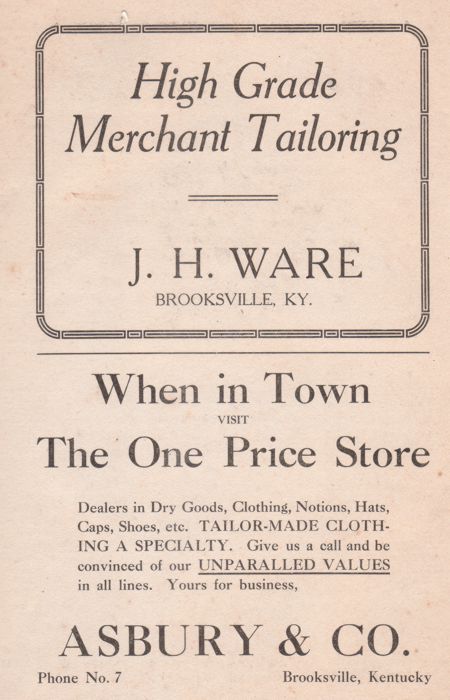 High Grade
Merchant Tailoring
J. H. WARE
BROOKSVILLE, KY.
When in Town
VISIT
The One Price Store
Dealers in Dry Goods, Clothing, Notions, Hats,
Caps, Shoes, etc. TAILOR-MADE CLOTH-
ING A SPECIALTY. Give us a call and be
convinced of our UNPARALLED VALUES
in all lines. Yours for business,
ASBURY & CO.
Phone No. 7 Brooksville, Kentucky